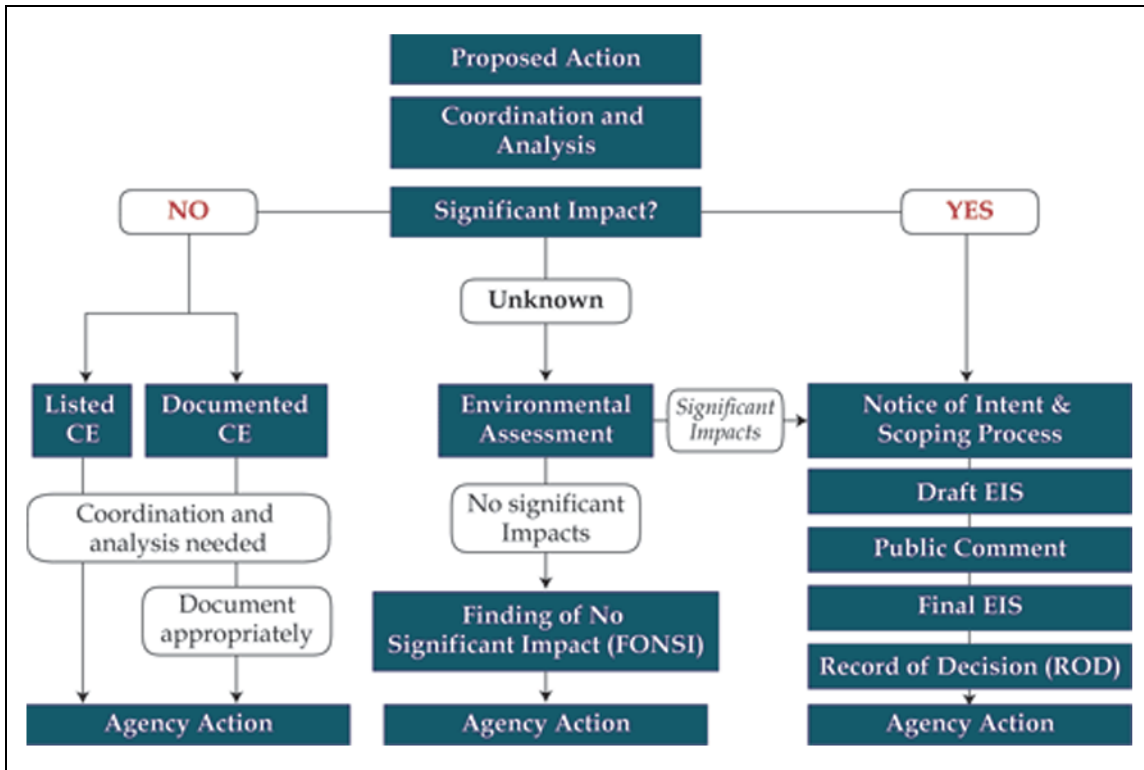 Proposed Action
Coordination and
Analysis
NO
Significant Impact?
YES
Unknown
Listed
CE
Documented
CE
Environmental
Assessment
Significant
Impacts
Notice of Intent &
Scoping Process
Coordination and
analysis needed
Document
appropriately
No significant
Impacts
Draft EIS
Public Comment
Finding of No
Significant Impact (FONSI)
Final EIS
Record of Decision (ROD)
Agency Action
Agency Action
Agency Action